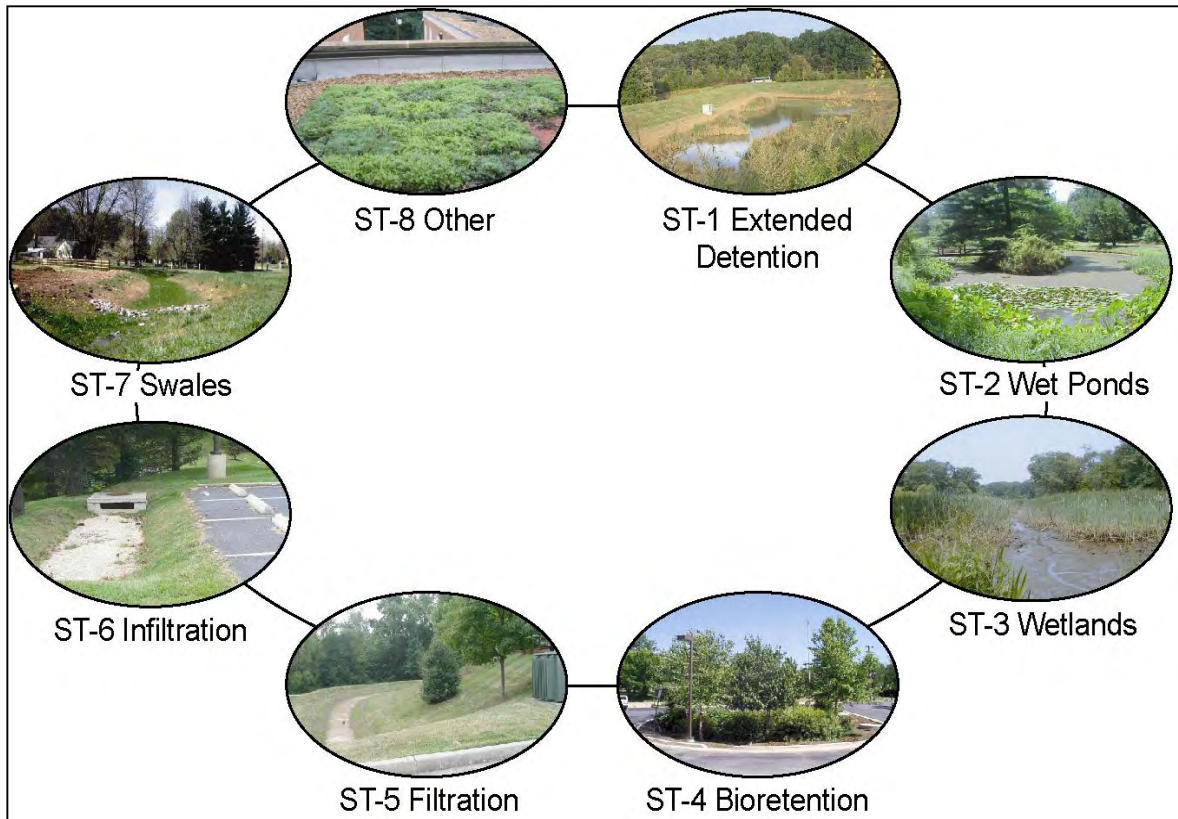 ST-8 Other
ST-1 Extended
Detention
ST-7 Swales
ST-2 Wet Ponds
ST-6 Infiltration
ST-3 Wetlands
ST-5 Filtration
ST-4 Bioretention